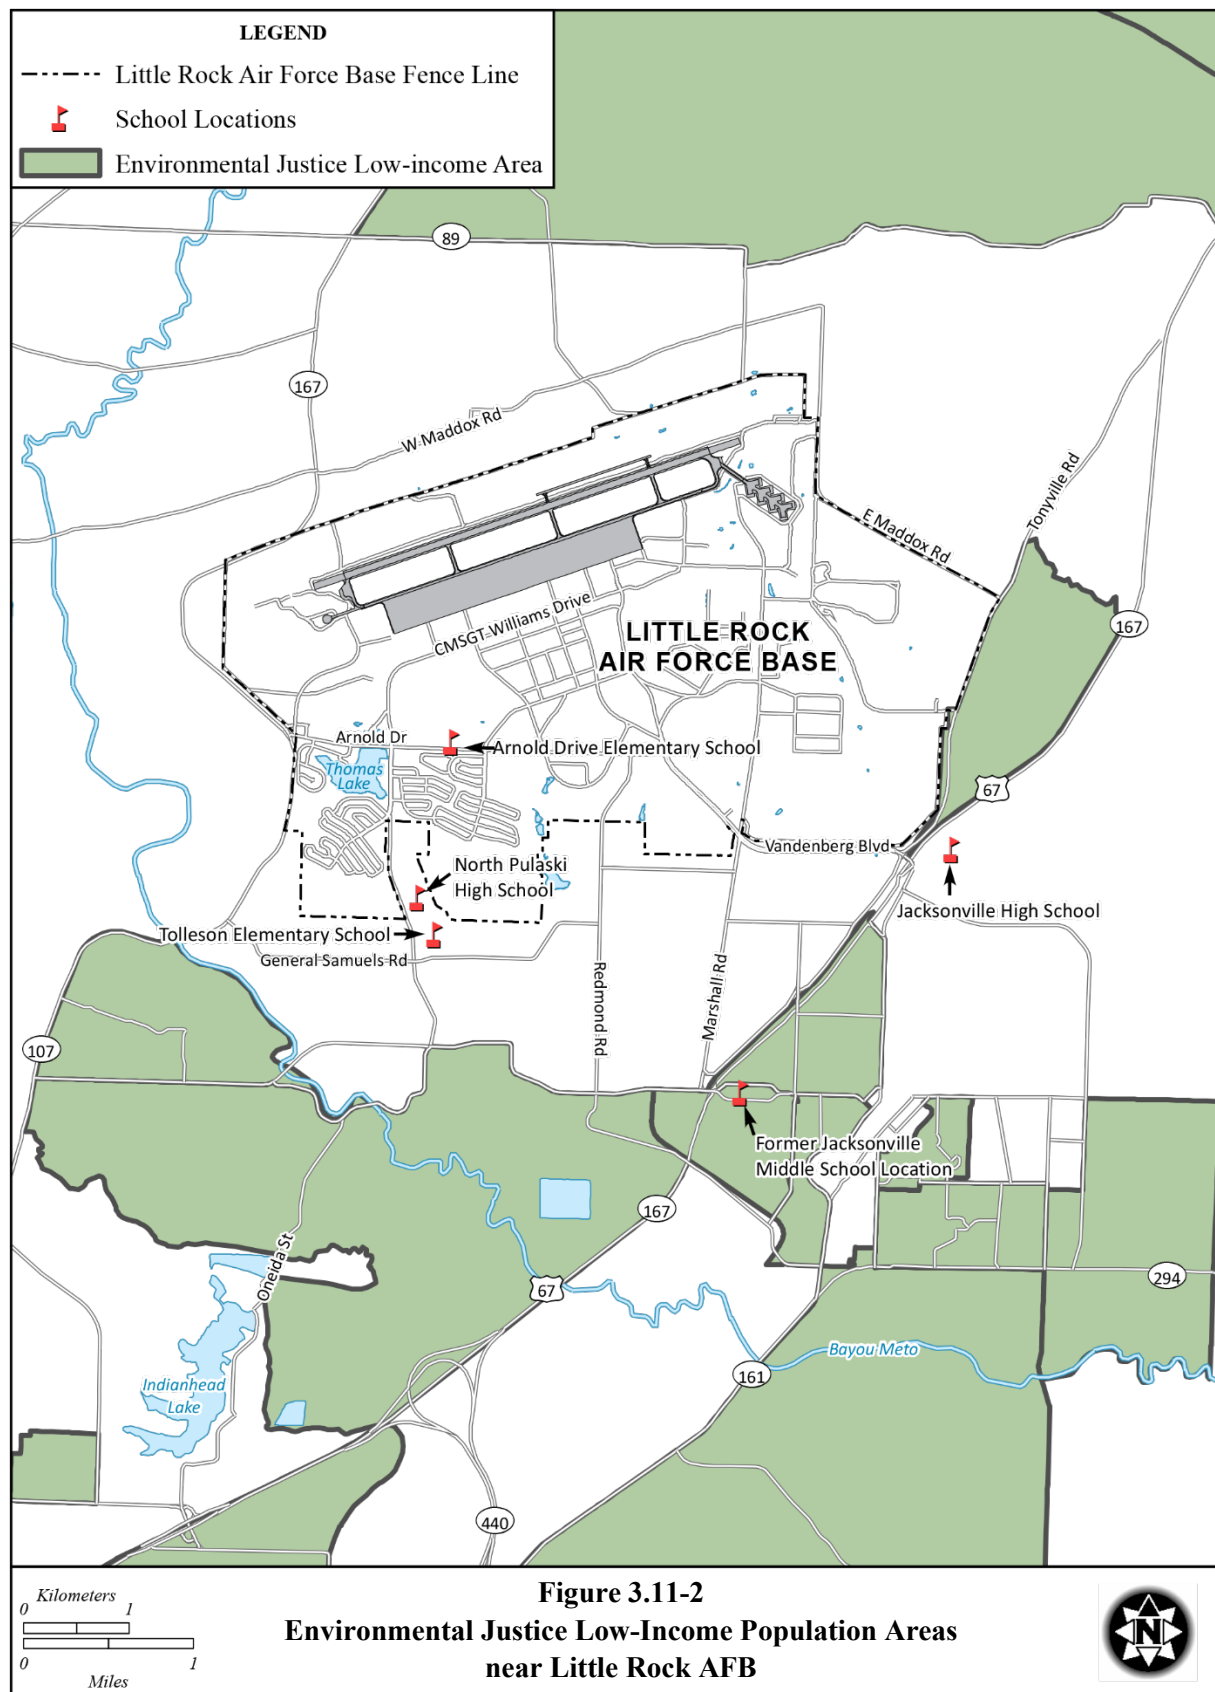 LEGEND
Little Rock Air Force Base Fence Line
School Locations
Environmental Justice Low-income Area
89
167
W Maddox Rd
Tonyville Rd
E Maddox Rd
CMSGT Williams Drive
167
LITTLE ROCK
AIR FORCE BASE
Arnold Dr
Arnold Drive Elementary School
Thomas
Lake
67
Vandenberg Blvd
North Pulaski
High School
Jacksonville High School
Tolleson Elementary School
General Samuels Rd
Redmond Rd
Marshall Rd
107
Former Jacksonville
Middle School Location
167
Oneida St
294
67
Bayou Meto
161
Indianhead
Lake
440
Kilometers
0 1
0 1
Miles
Figure 3.11-2
Environmental Justice Low-Income Population Areas
near Little Rock AFB
N